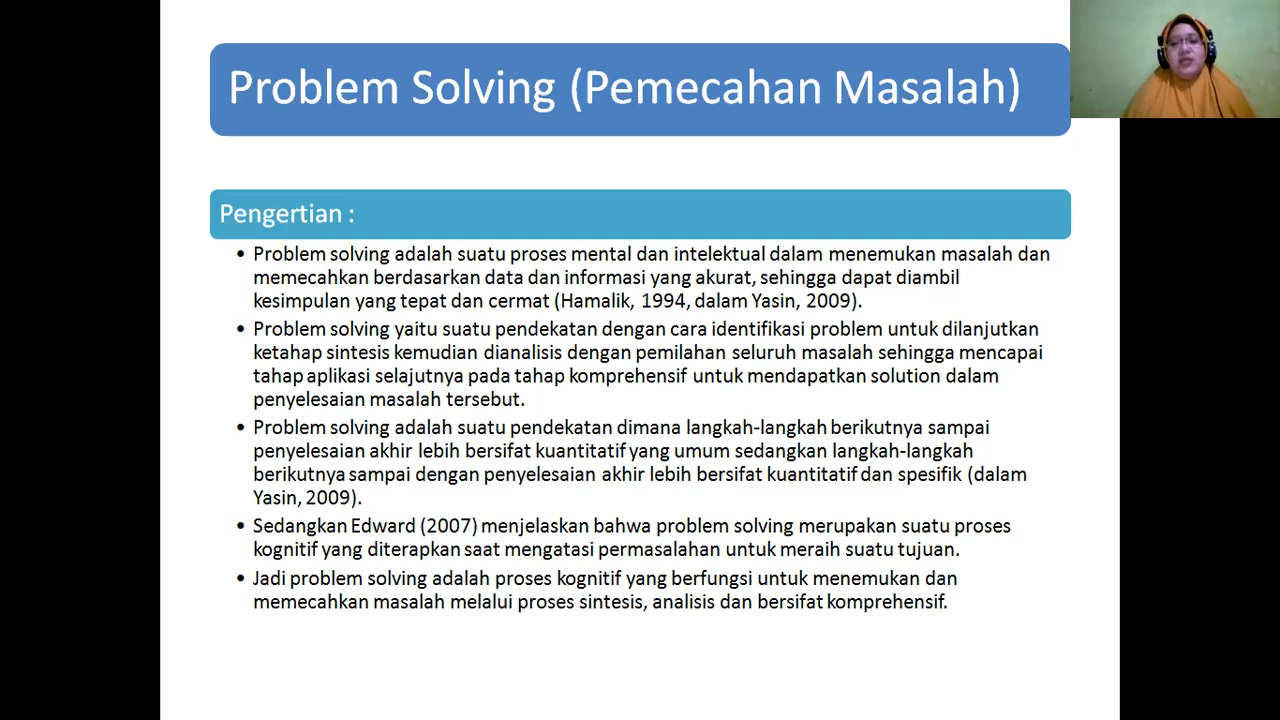 Problem Solving (Pemecahan Masalah)
Pengertian :
• Problem solving adalah suatu proses mental dan intelektual dalam menemukan masalah dan
memecahkan berdasarkan data dan informasi yang akurat, sehingga dapat diambil
kesimpulan yang tepat dan cermat (Hamalik, 1994, dalam Yasin, 2009).
• Problem solving yaitu suatu pendekatan dengan cara identifikasi problem untuk dilanjutkan
ketahap sintesis kemudian dianalisis dengan pemilahan seluruh masalah sehingga mencapai
tahap aplikasi selajutnya pada tahap komprehensif untuk mendapatkan solution dalam
penyelesaian masalah tersebut.
• Problem solving adalah suatu pendekatan dimana langkah-langkah berikutnya sampai
penyelesaian akhir lebih bersifat kuantitatif yang umum sedangkan langkah-langkah
berikutnya sampai dengan penyelesaian akhir lebih bersifat kuantitatif dan spesifik (dalam
Yasin, 2009).
• Sedangkan Edward (2007) menjelaskan bahwa problem solving merupakan suatu proses
kognitif yang diterapkan saat mengatasi permasalahan untuk meraih suatu tujuan.
• Jadi problem solving adalah proses kognitif yang berfungsi untuk menemukan dan
memecahkan masalah melalui proses sintesis, analisis dan bersifat komprehensif.